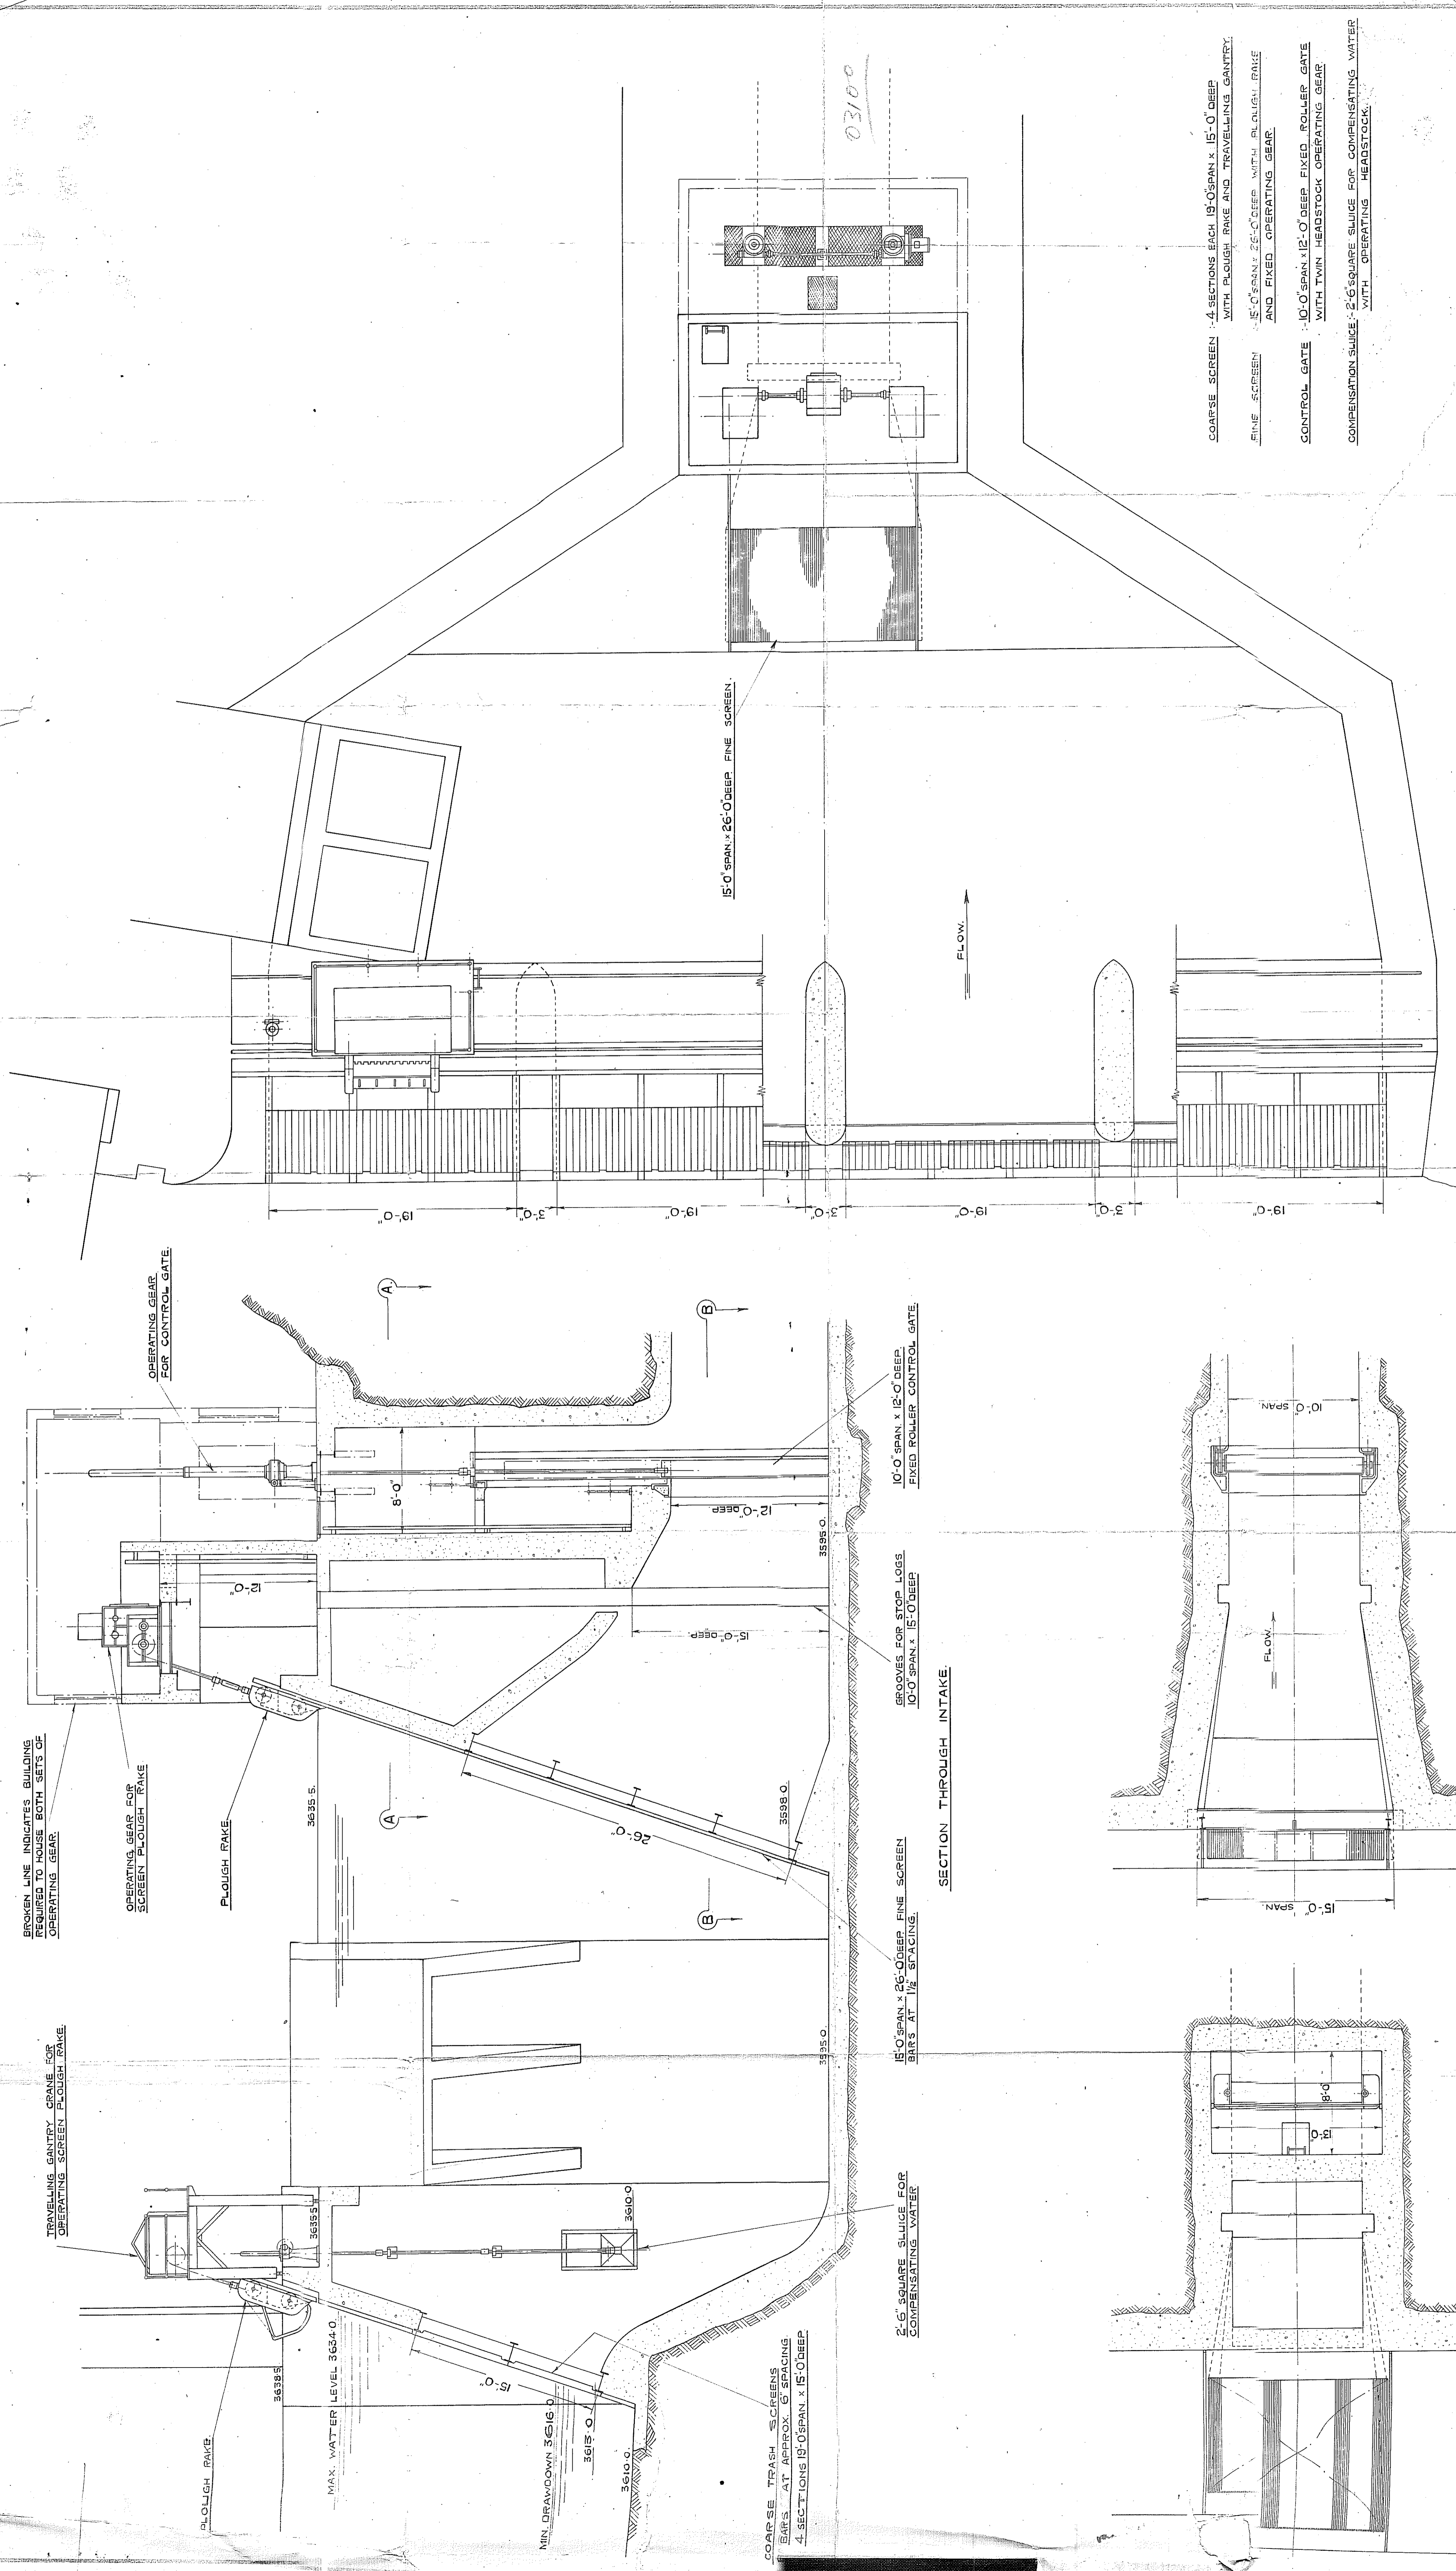 BROKEN LINE INDICATES BUILDING
REQUIRED TO HOUSE BOTH SETS OF
OPERATING GEAR.
OPERATING GEAR
FOR CONTROL GATE.
TRAVELLING GANTRY CRANE FOR
OPERATING SCREEN PLOUGH RAKE.
OPERATING GEAR FOR
SCREEN PLOUGH RAKE
PLOUGH RAKE.
PLOUGH RAKE.
3638·5
MAX. WATER LEVEL 3634·0.
MIN. DRAWDOWN 3616·0
3613·0
3610·0.
15'-0"
3635·5
3610·0
3635·5.
A
A.
B
B
26'-0"
3598·0.
3595·0.
3595·0.
12'-0"
8'-0"
15'-0" DEEP.
12'-0" DEEP.
COARSE TRASH SCREENS
BARS AT APPROX. 6" SPACING
4 SECTIONS 19'-0" SPAN. x 15'-0" DEEP
2'-6" SQUARE SLUICE FOR
COMPENSATING WATER
15'-0" SPAN. x 26'-0" DEEP FINE SCREEN
BARS AT 1½" SPACING.
GROOVES FOR STOP LOGS
10'-0" SPAN. x 15'-0" DEEP
10'-0" SPAN. x 12'-0" DEEP.
FIXED ROLLER CONTROL GATE.
SECTION THROUGH INTAKE.
13'-0"
8'-0"
15'-0" SPAN.
FLOW.
10'-0" SPAN
19'-0"
3'-0"
19'-0"
3'-0"
19'-0"
3'-0"
19'-0"
FLOW.
15'-0" SPAN. x 26'-0" DEEP. FINE SCREEN.
03100
COARSE SCREEN :- 4 SECTIONS EACH 19'-0" SPAN x 15'-0" DEEP
WITH PLOUGH RAKE AND TRAVELLING GANTRY.
FINE SCREEN :- 15'-0" SPAN x 26'-0" DEEP WITH PLOUGH RAKE
AND FIXED OPERATING GEAR.
CONTROL GATE :- 10'-0" SPAN. x 12'-0" DEEP FIXED ROLLER GATE
WITH TWIN HEADSTOCK OPERATING GEAR
COMPENSATION SLUICE :- 2'-6" SQUARE SLUICE FOR COMPENSATING WATER
WITH OPERATING HEADSTOCK.